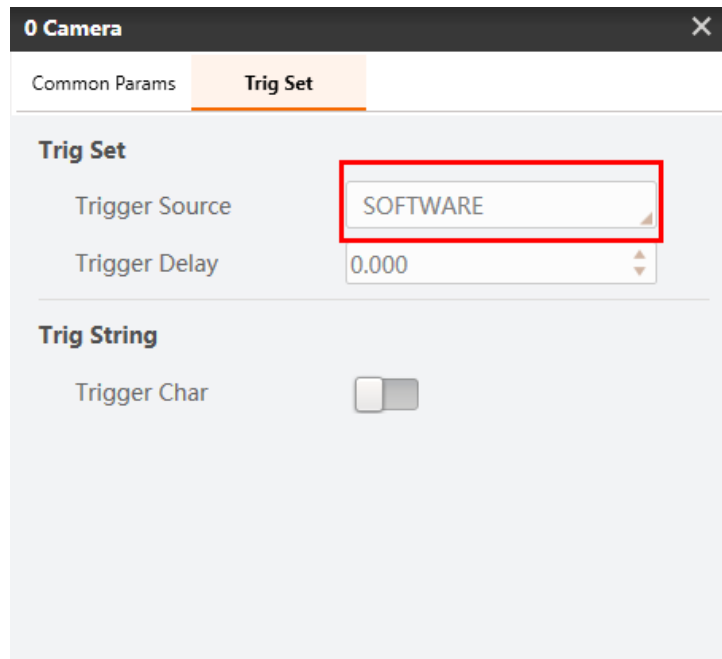 0 Camera
Common Params Trig Set
Trig Set
Trigger Source SOFTWARE
Trigger Delay 0.000
Trig String
Trigger Char